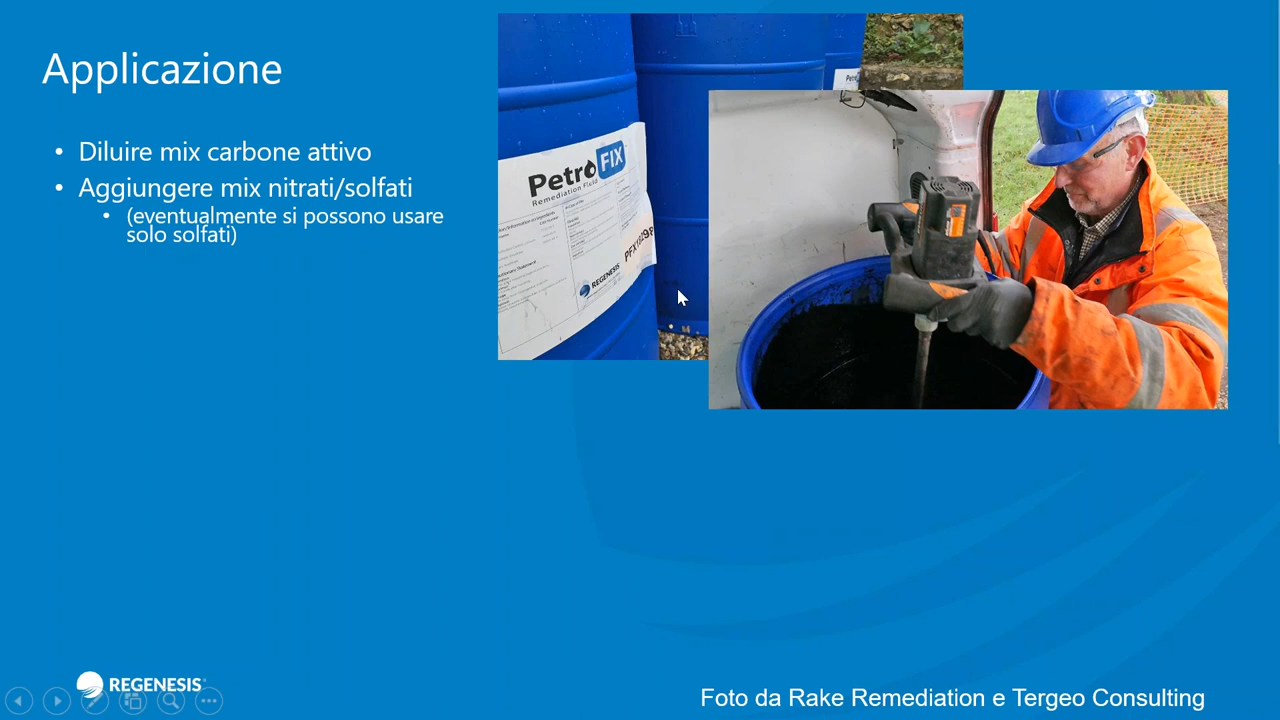 Applicazione
• Diluire mix carbone attivo
• Aggiungere mix nitrati/solfati
• (eventualmente si possono usare
solo solfati)
PetroFIX
Remediation Fluid
REGENESIS
REGENESIS
Foto da Rake Remediation e Tergeo Consulting